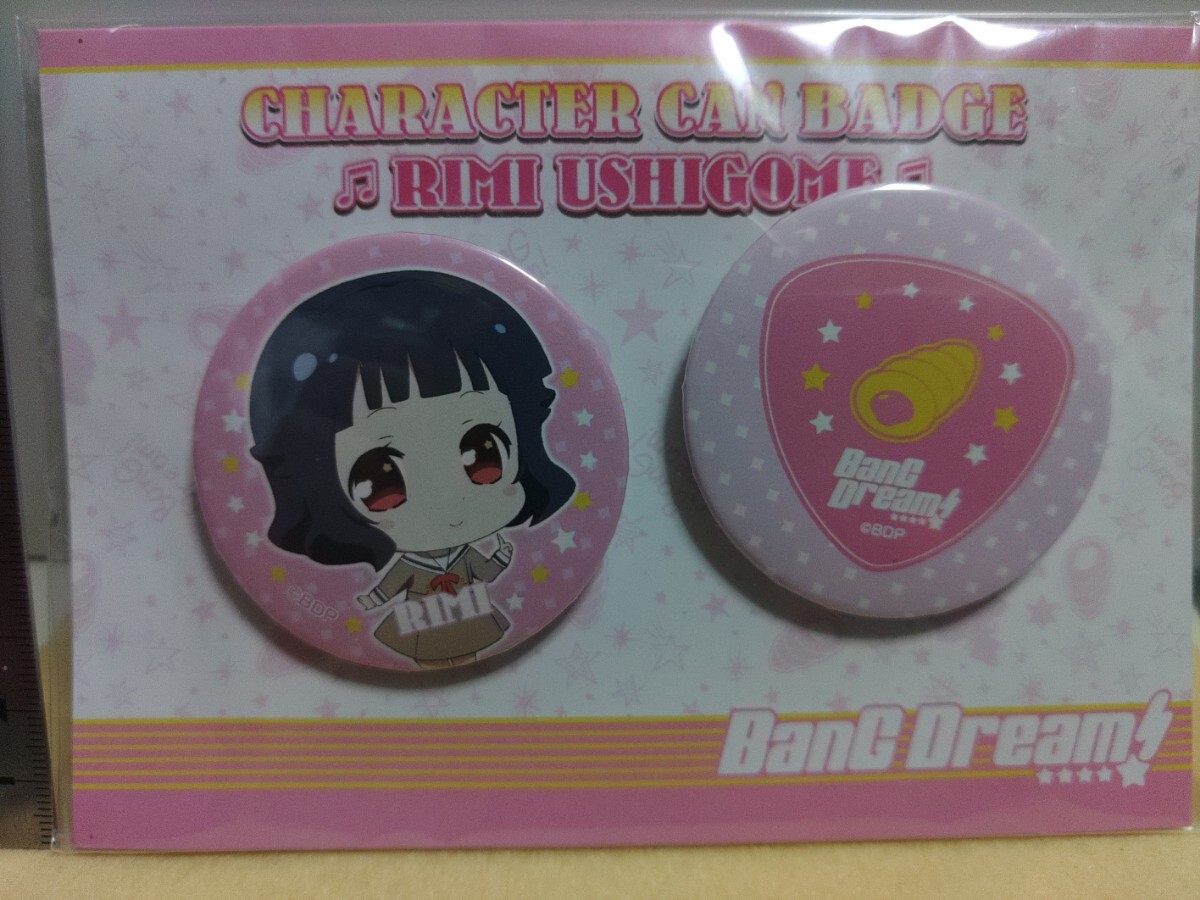 CHARACTER CAN BADGE
♫ RIMI USHIGOME ♫
©BDP
RIMI
BanG
Dream!
©BDP
BanG Dream!